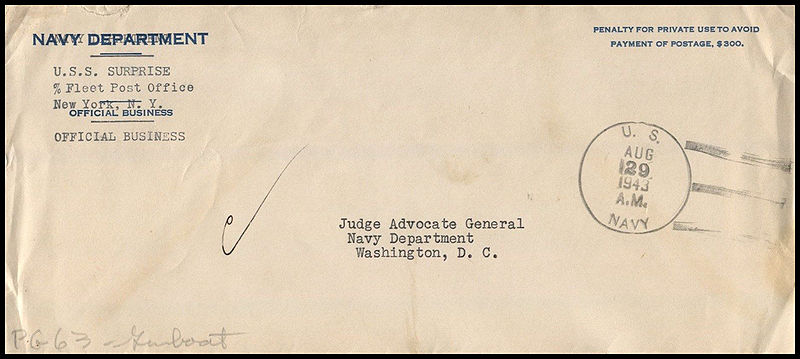 NAVY DEPARTMENT
U.S.S. SURPRISE
% Fleet Post Office
New York, N. Y.
OFFICIAL BUSINESS
OFFICIAL BUSINESS
PENALTY FOR PRIVATE USE TO AVOID
PAYMENT OF POSTAGE, $300.
U. S.
AUG
29
1943
A.M.
NAVY
Judge Advocate General
Navy Department
Washington, D. C.
PG 63 - Gunboat